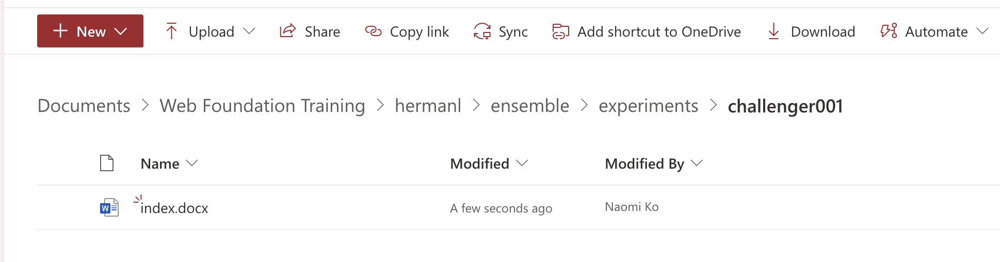 New Upload Share Copy link Sync Add shortcut to OneDrive Download Automate
Documents > Web Foundation Training > hermanl > ensemble > experiments > challenger001
Name Modified Modified By
W index.docx A few seconds ago Naomi Ko